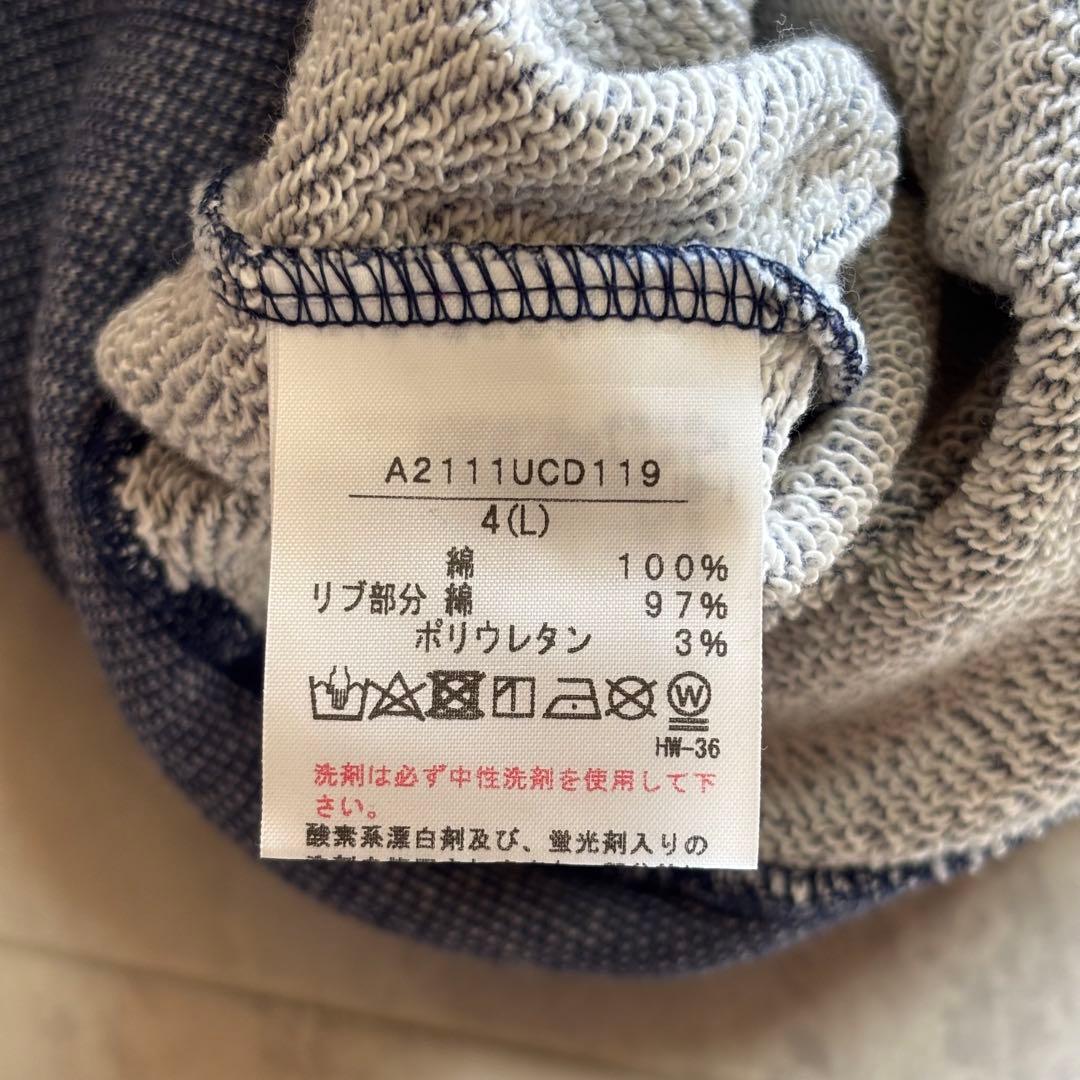 A2111UCD119
4(L)
綿 100%
リブ部分 綿 97%
ポリウレタン 3%
W
HW-36
洗剤は必ず中性洗剤を使用して下
さい。
酸素系漂白剤及び、蛍光剤入りの